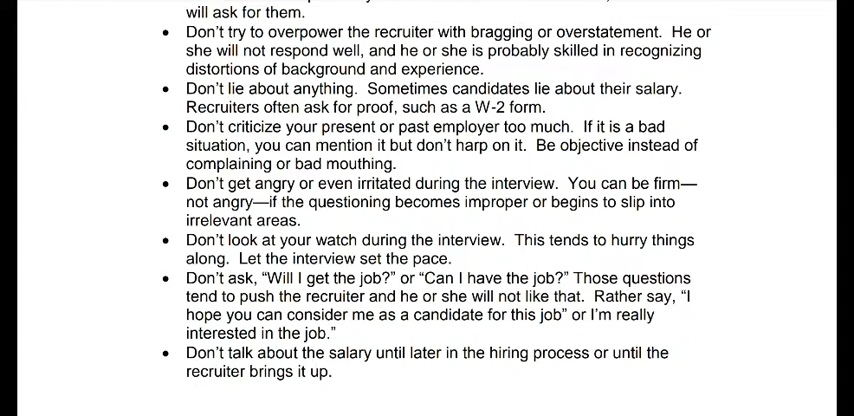 will ask for them.
• Don't try to overpower the recruiter with bragging or overstatement.  He or
she will not respond well, and he or she is probably skilled in recognizing
distortions of background and experience.
• Don't lie about anything.  Sometimes candidates lie about their salary.
Recruiters often ask for proof, such as a W-2 form.
• Don't criticize your present or past employer too much.  If it is a bad
situation, you can mention it but don't harp on it.  Be objective instead of
complaining or bad mouthing.
• Don't get angry or even irritated during the interview.  You can be firm—
not angry—if the questioning becomes improper or begins to slip into
irrelevant areas.
• Don't look at your watch during the interview.  This tends to hurry things
along.  Let the interview set the pace.
• Don't ask, “Will I get the job?” or “Can I have the job?” Those questions
tend to push the recruiter and he or she will not like that.  Rather say, “I
hope you can consider me as a candidate for this job” or I'm really
interested in the job.”
• Don't talk about the salary until later in the hiring process or until the
recruiter brings it up.